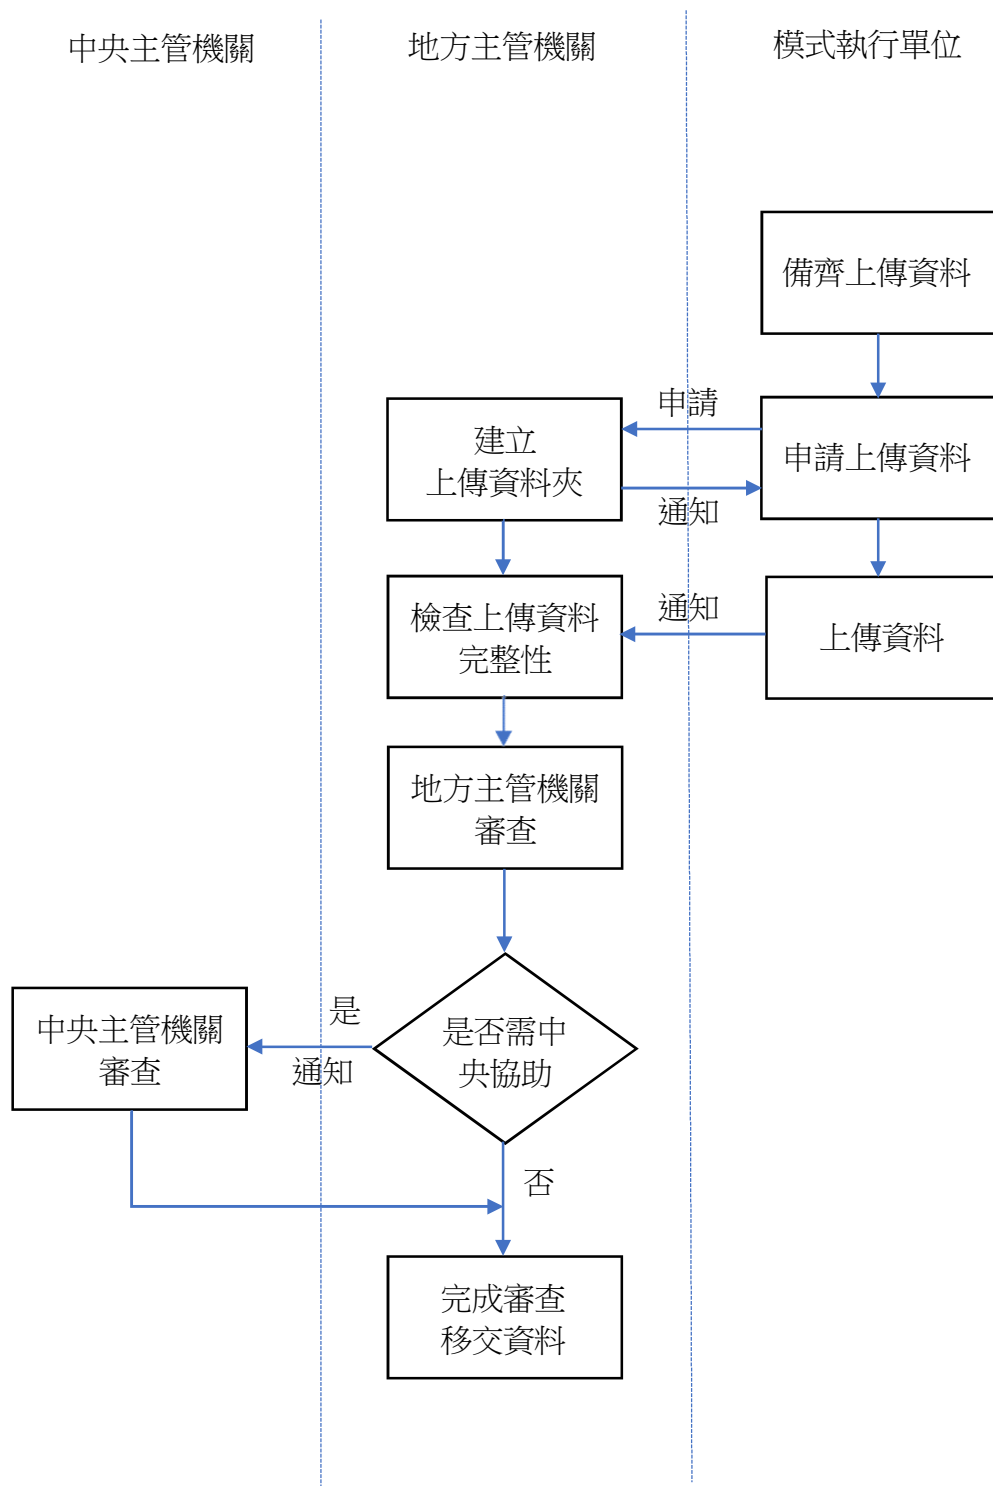 中央主管機關
地方主管機關
模式執行單位
備齊上傳資料
申請
建立
上傳資料夾
申請上傳資料
通知
檢查上傳資料
完整性
通知
上傳資料
地方主管機關
審查
是
中央主管機關
審查
通知
是否需中
央協助
否
完成審查
移交資料